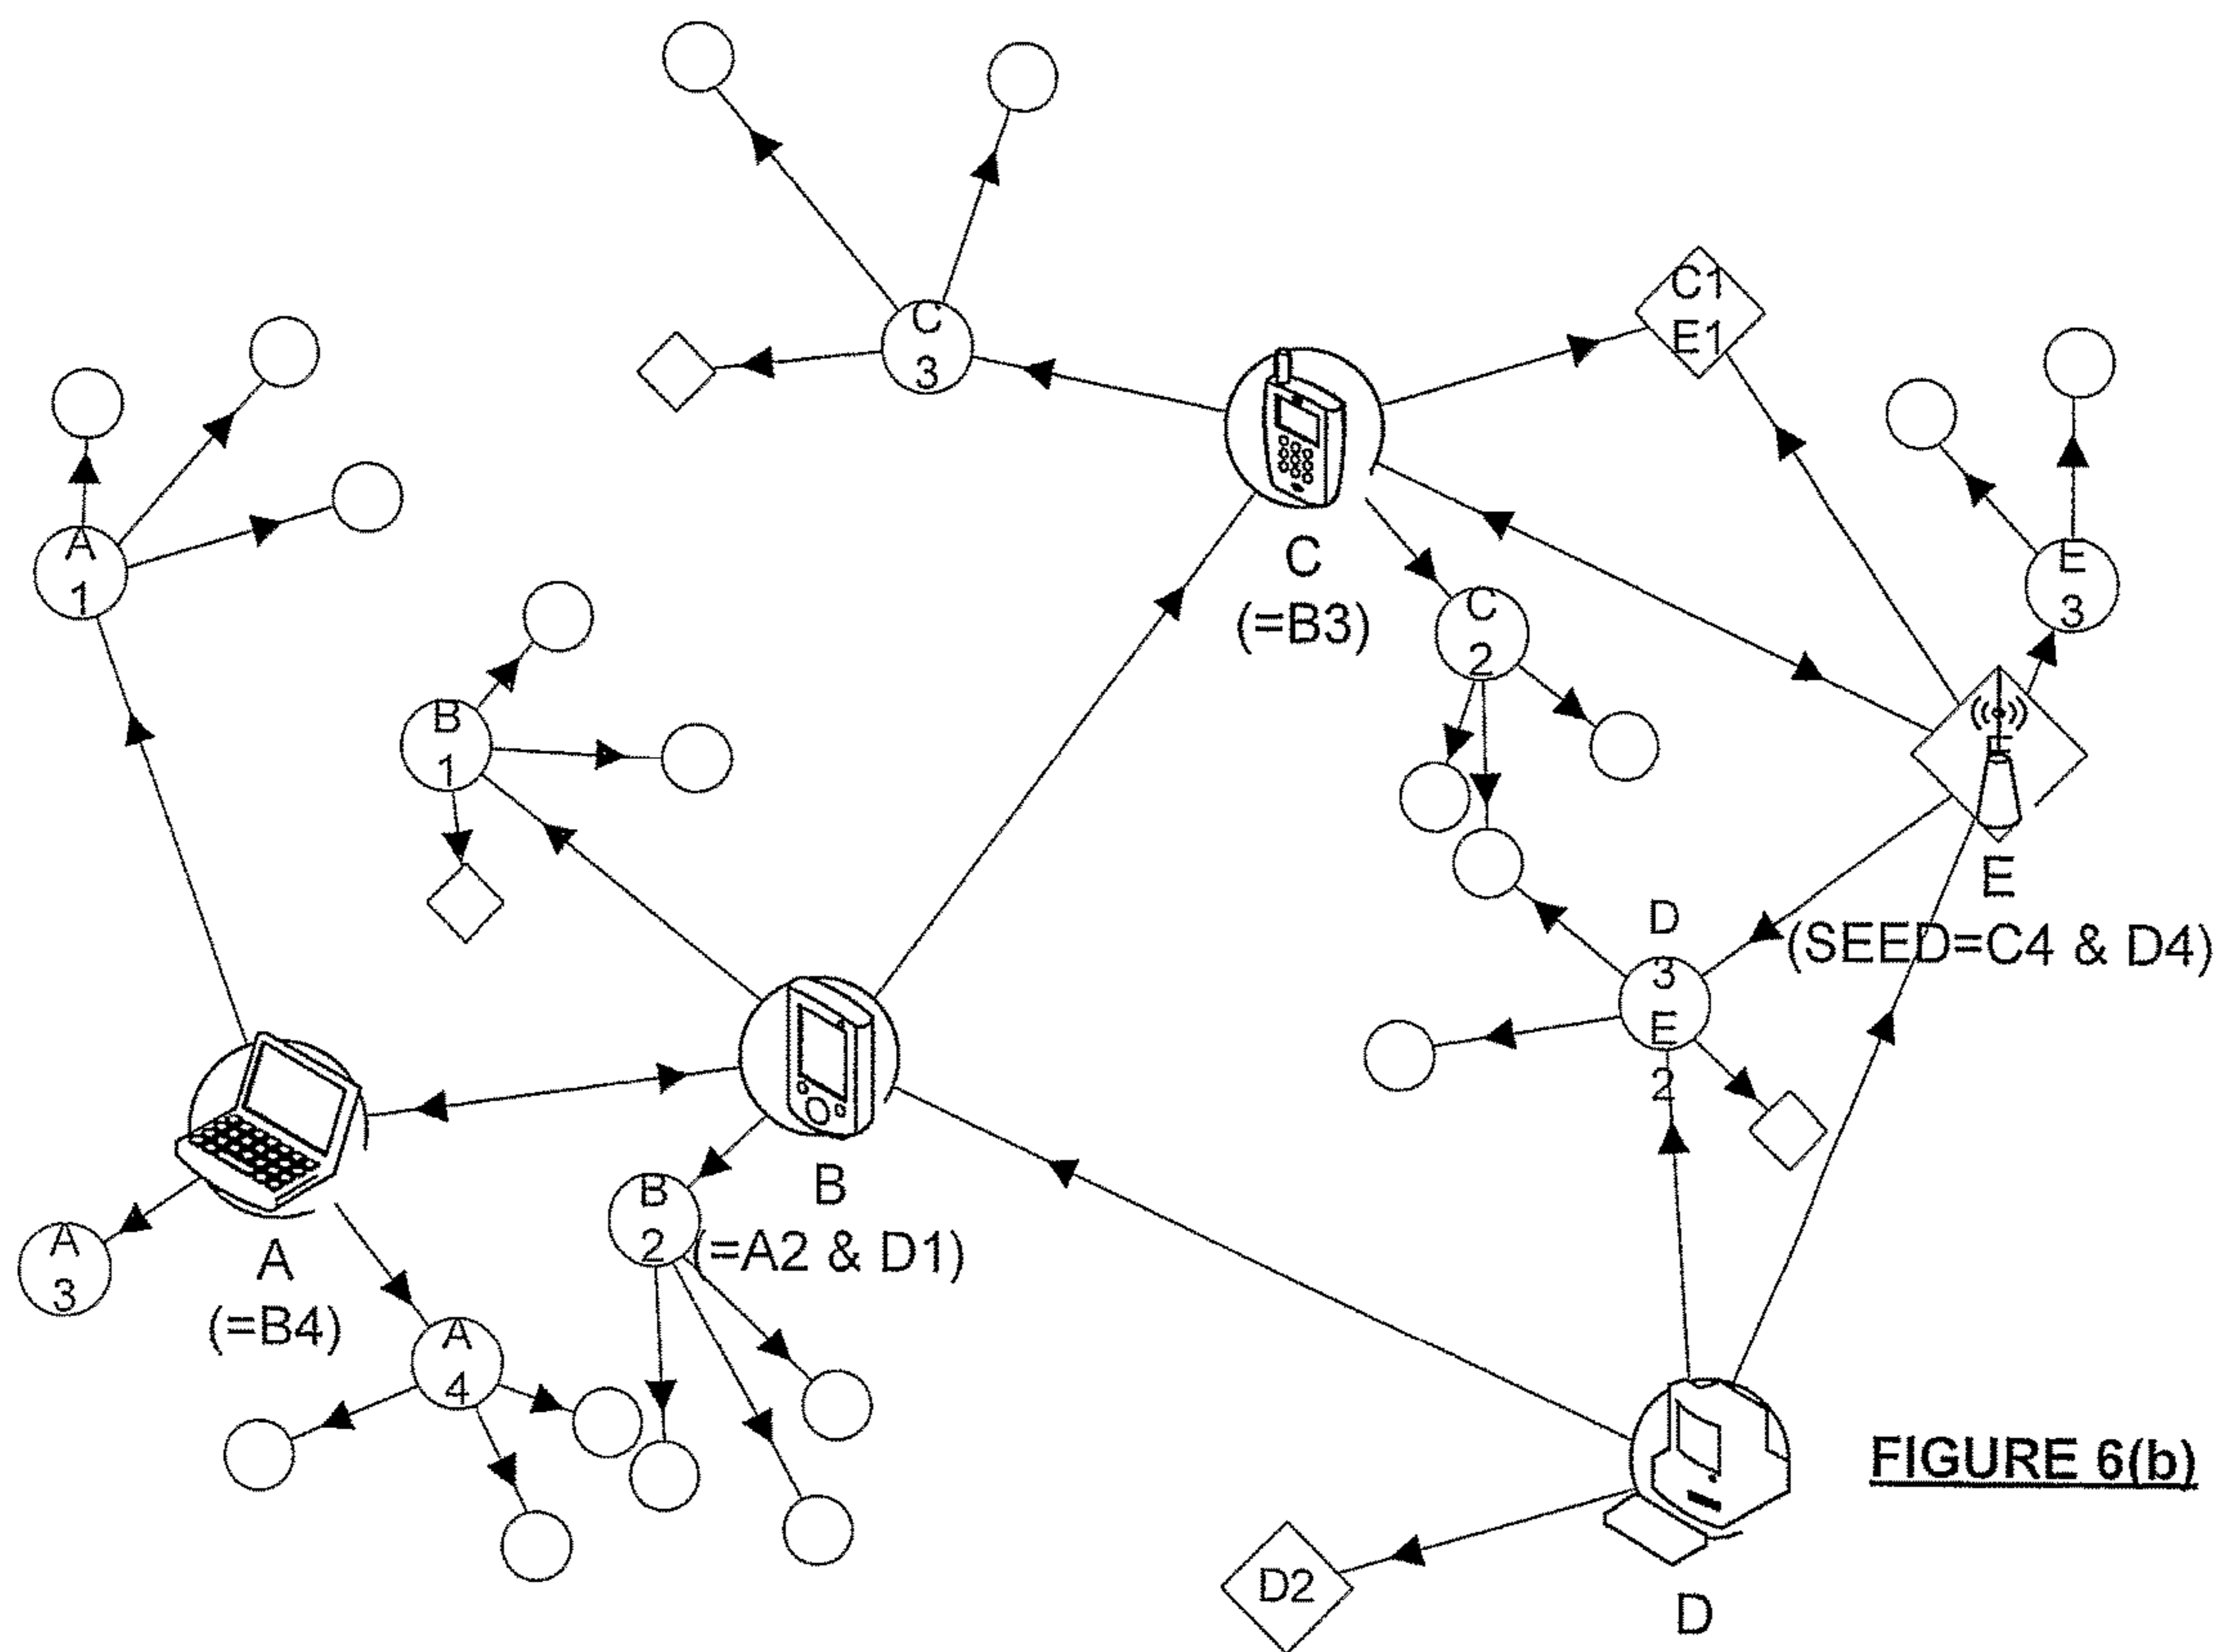 C
3
C1
E1
A
1
C
(=B3)
E
3
C
2
B
1
E
E
(SEED=C4 & D4)
D
3
E
2
B
(=A2 & D1)
B
2
A
3
A
(=B4)
A
4
FIGURE 6(b)
D2
D